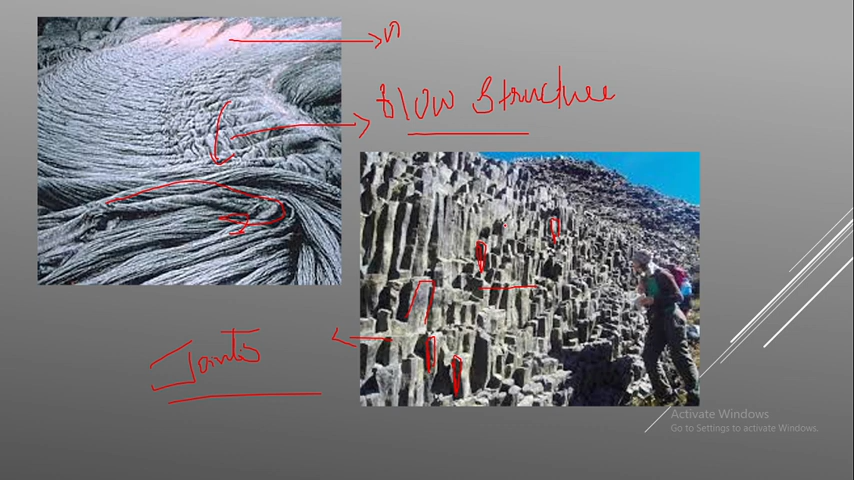 flow Structure
Joints
Activate Windows
Go to Settings to activate Windows.